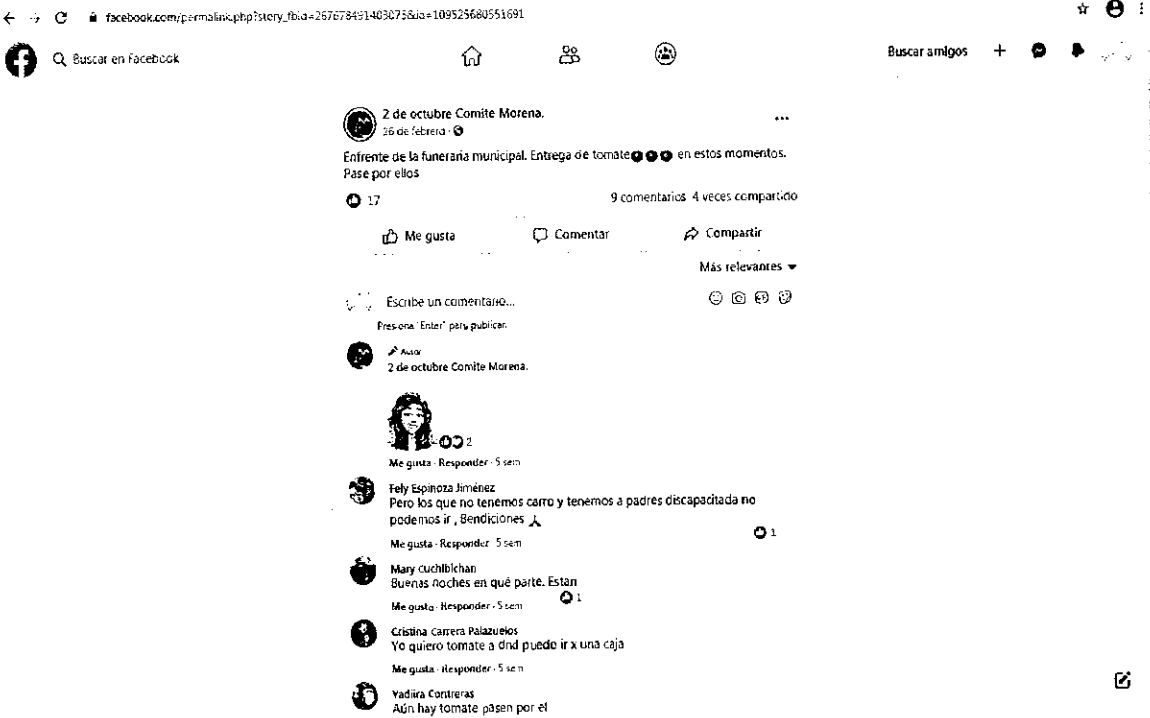 facebook.com/permalink.php?story_fbid=267678491403075&id=109525680551691
Buscar en Facebook
Buscar amigos
2 de octubre Comite Morena.
26 de febrero
Enfrente de la funeraria municipal. Entrega de tomate en estos momentos.
Pase por ellos
17
9 comentarios 4 veces compartido
Me gusta
Comentar
Compartir
Más relevantes
Escribe un comentario...
Presiona "Enter" para publicar.
Autor
2 de octubre Comite Morena.
2
Me gusta · Responder · 5 sem
Fely Espinoza Jiménez
Pero los que no tenemos carro y tenemos a padres discapacitada no
podemos ir , Bendiciones
1
Me gusta · Responder · 5 sem
Mary Cuchibichan
Buenas noches en qué parte. Estan
1
Me gusta · Responder · 5 sem
Cristina Carrera Palazuelos
Yo quiero tomate a dnd puedo ir x una caja
Me gusta · Responder · 5 sem
Yadiira Contreras
Aún hay tomate pasen por él